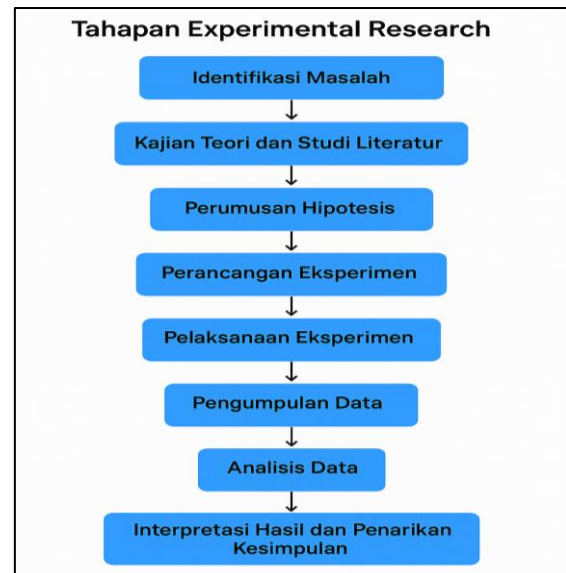 Tahapan Experimental Research
Identifikasi Masalah
Kajian Teori dan Studi Literatur
Perumusan Hipotesis
Perancangan Eksperimen
Pelaksanaan Eksperimen
Pengumpulan Data
Analisis Data
Interpretasi Hasil dan Penarikan
Kesimpulan